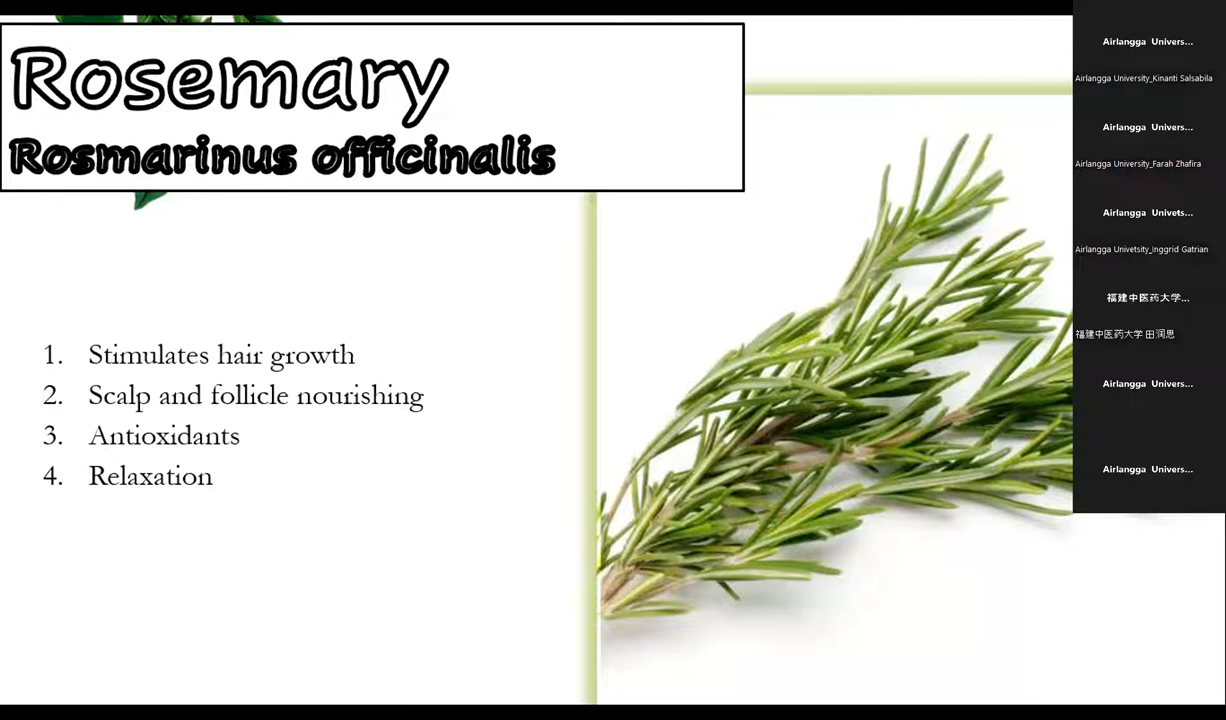 Rosemary
Rosmarinus officinalis
1. Stimulates hair growth
2. Scalp and follicle nourishing
3. Antioxidants
4. Relaxation
Airlangga Univers...
Airlangga University_Kinanti Salsabila
Airlangga Univers...
Airlangga University_Farah Zhafira
Airlangga Univets...
Airlangga Univetsity_Inggrid Gatrian
福建中医药大学...
福建中医药大学 田润思
Airlangga Univers...
Airlangga Univers...